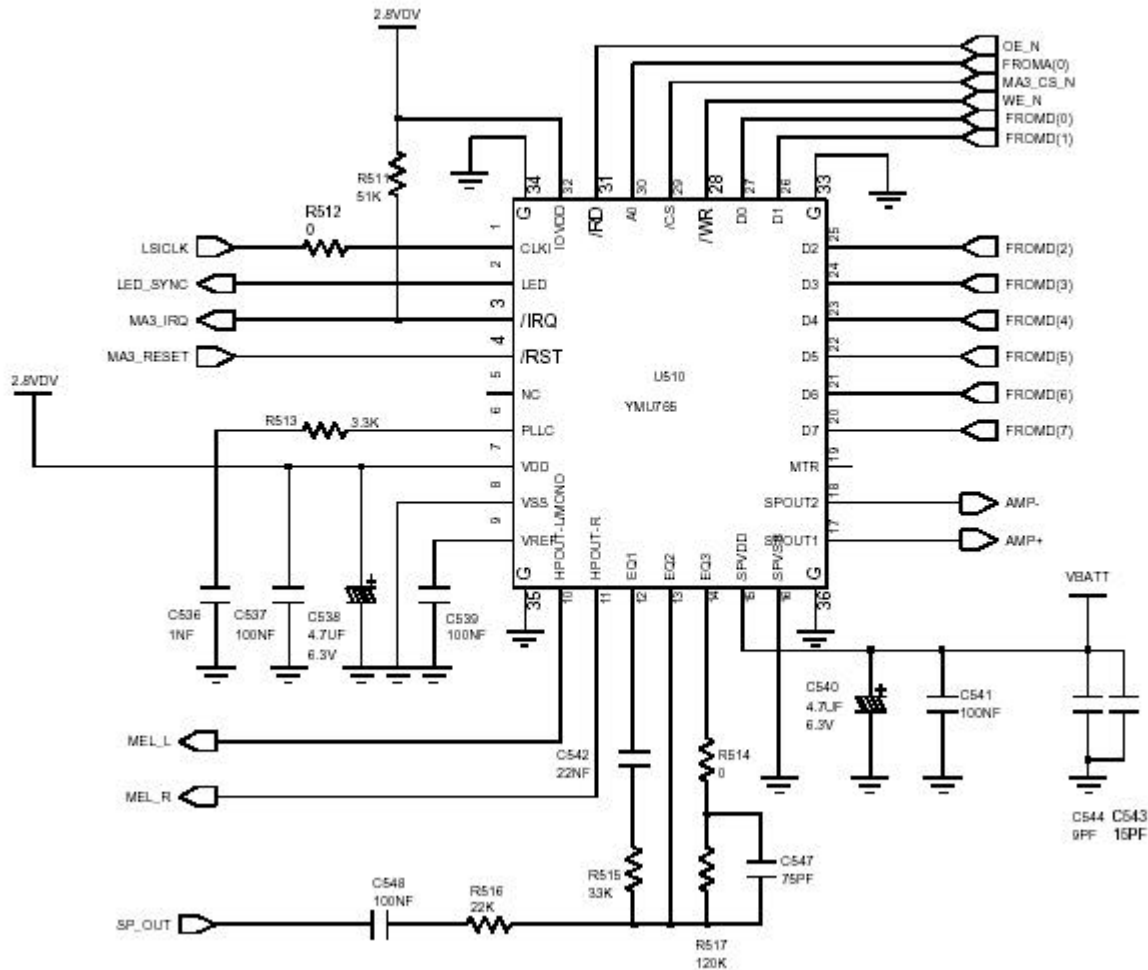 2.8VDV
OE_N
FROMA(0)
MA3_CS_N
WE_N
FROMD(0)
FROMD(1)
R511
51K
34
32
31
30
29
28
27
26
33
G
IOVDD
/RD
A0
/CS
/WR
D0
D1
G
R512
0
LSICLK
1
CLKI
D2
25
FROMD(2)
LED_SYNC
2
LED
D3
24
FROMD(3)
MA3_IRQ
3
/IRQ
D4
23
FROMD(4)
MA3_RESET
4
/RST
D5
22
FROMD(5)
2.8VDV
5
NC
U510
YMU765
D6
21
FROMD(6)
R513
3.3K
6
PLLC
D7
20
FROMD(7)
7
VDD
MTR
19
8
VSS
SPOUT2
18
AMP-
9
VREF
SPOUT1
17
AMP+
HPOUT-L/MONO
HPOUT-R
EQ1
EQ2
EQ3
SPVDD
SPVSS
G
G
35
10
11
12
13
14
15
16
36
VBATT
C536
1NF
C537
100NF
C538
4.7UF
6.3V
+
C539
100NF
C540
4.7UF
6.3V
+
C541
100NF
MEL_L
C542
22NF
R514
0
MEL_R
C544
9PF
C543
15PF
R515
33K
C547
75PF
SP_OUT
C548
100NF
R516
22K
R517
120K